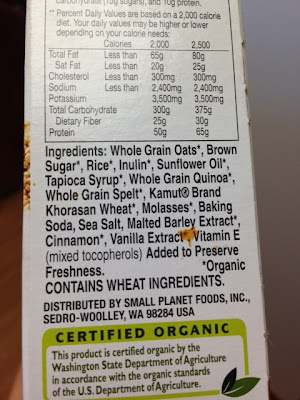 carbohydrate (15g sugars), and 10g protein.
** Percent Daily Values are based on a 2,000 calorie
diet. Your daily values may be higher or lower
depending on your calorie needs:
Calories 2,000 2,500
Total Fat Less than 65g 80g
Sat Fat Less than 20g 25g
Cholesterol Less than 300mg 300mg
Sodium Less than 2,400mg 2,400mg
Potassium 3,500mg 3,500mg
Total Carbohydrate 300g 375g
Dietary Fiber 25g 30g
Protein 50g 65g
Ingredients: Whole Grain Oats*, Brown
Sugar*, Rice*, Inulin*, Sunflower Oil*,
Tapioca Syrup*, Whole Grain Quinoa*,
Whole Grain Spelt*, Kamut® Brand
Khorasan Wheat*, Molasses*, Baking
Soda, Sea Salt, Malted Barley Extract*,
Cinnamon*, Vanilla Extract*, Vitamin E
(mixed tocopherols) Added to Preserve
Freshness. *Organic
CONTAINS WHEAT INGREDIENTS.
DISTRIBUTED BY SMALL PLANET FOODS, INC.,
SEDRO-WOOLLEY, WA 98284 USA
CERTIFIED ORGANIC
This product is certified organic by the
Washington State Department of Agriculture
in accordance with the organic standards
of the U.S. Department of Agriculture.